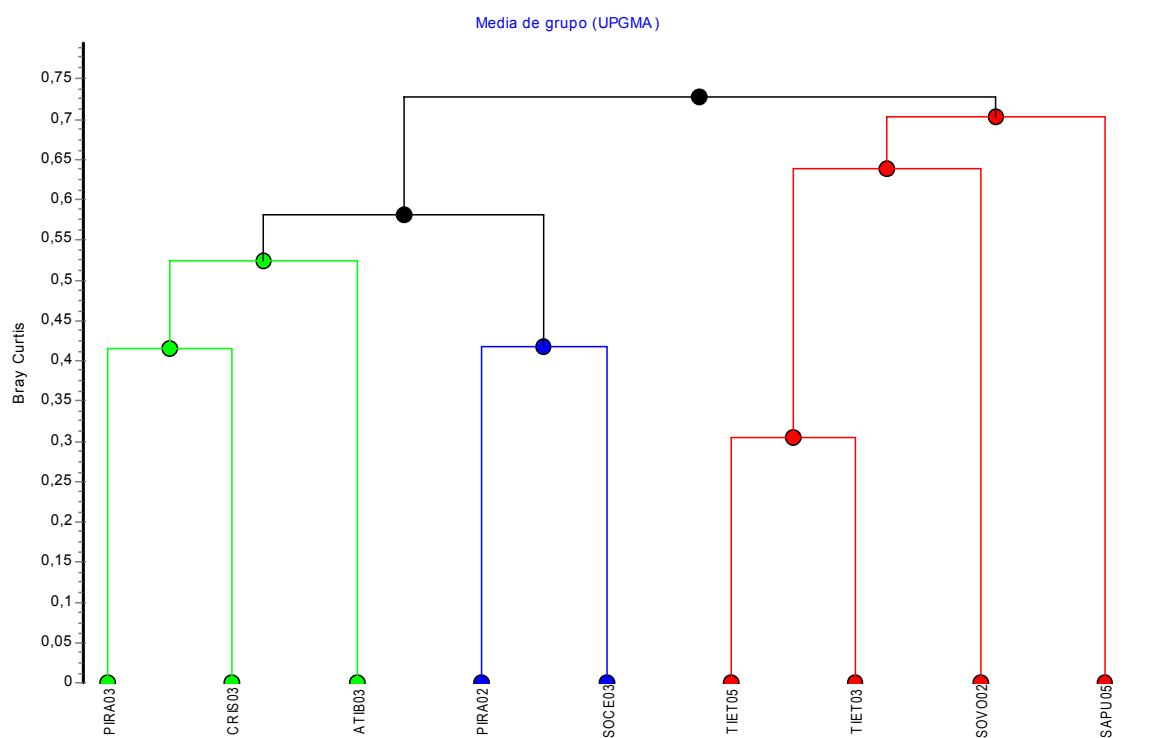 Media de grupo (UPGMA)
0,75
0,7
0,65
0,6
0,55
0,5
0,45
0,4
0,35
0,3
0,25
0,2
0,15
0,1
0,05
0
Bray Curtis
PIRA03
CRIS03
ATIB03
PIRA02
SOCE03
TIET05
TIET03
SOVO02
SAPU05